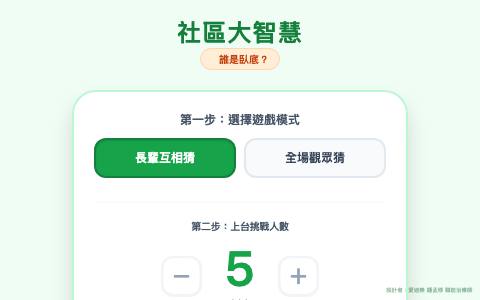 社區大智慧
誰是臥底？
第一步：選擇遊戲模式
長輩互相猜
全場觀眾猜
第二步：上台挑戰人數
−
5
+